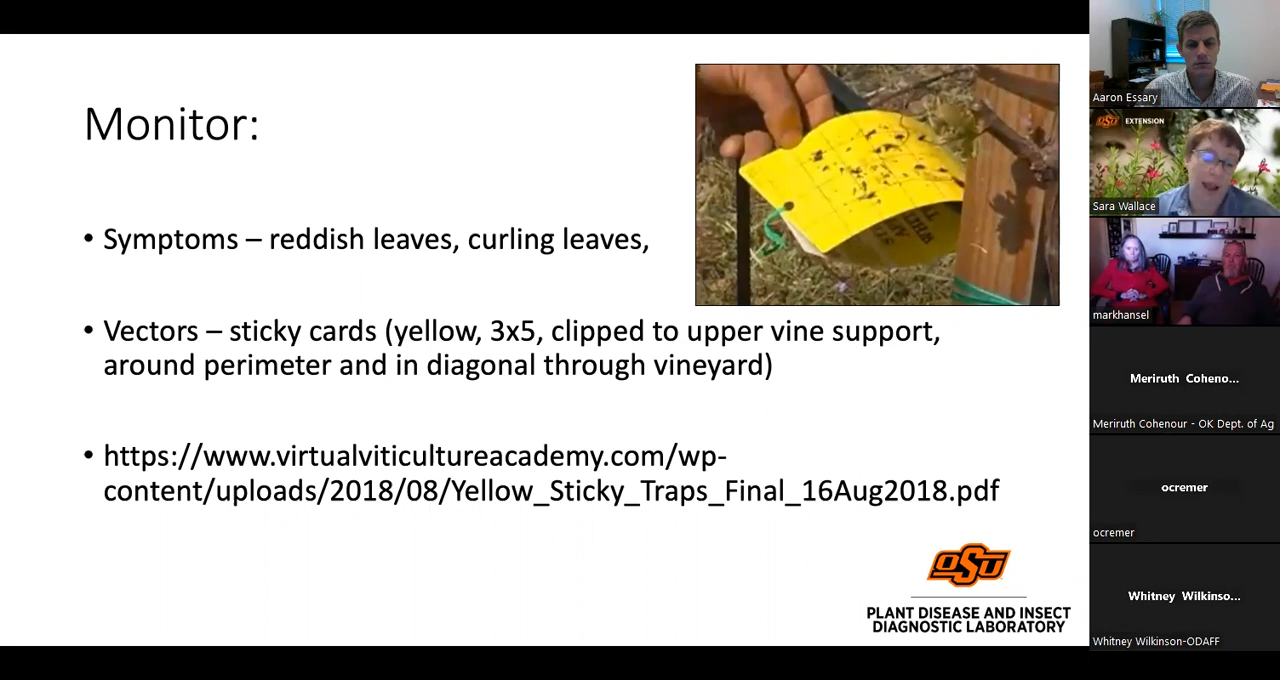 Monitor:
• Symptoms – reddish leaves, curling leaves,
• Vectors – sticky cards (yellow, 3x5, clipped to upper vine support,
around perimeter and in diagonal through vineyard)
• https://www.virtualviticultureacademy.com/wp-
content/uploads/2018/08/Yellow_Sticky_Traps_Final_16Aug2018.pdf
OSU
PLANT DISEASE AND INSECT
DIAGNOSTIC LABORATORY
Aaron Essary
OSU EXTENSION
Sara Wallace
markhansel
Meriruth Coheno...
Meriruth Cohenour - OK Dept. of Ag
ocremer
ocremer
Whitney Wilkinso...
Whitney Wilkinson-ODAFF